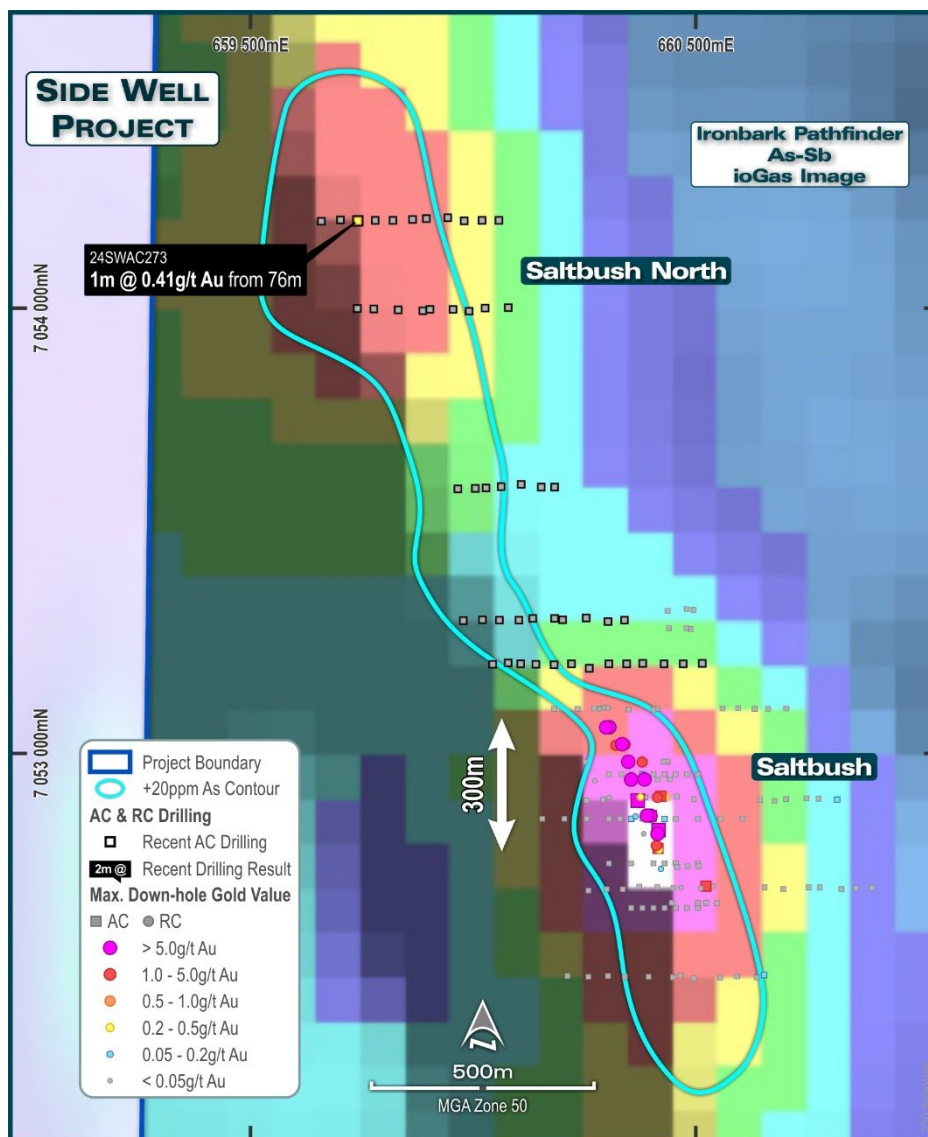 659 500mE
660 500mE
SIDE WELL
PROJECT
Ironbark Pathfinder
As-Sb
ioGas Image
24SWAC273
1m @ 0.41g/t Au from 76m
Saltbush North
7 054 000mN
7 053 000mN
300m
Saltbush
Project Boundary
+20ppm As Contour
AC & RC Drilling
Recent AC Drilling
2m @
Recent Drilling Result
Max. Down-hole Gold Value
AC
RC
> 5.0g/t Au
1.0 - 5.0g/t Au
0.5 - 1.0g/t Au
0.2 - 0.5g/t Au
0.05 - 0.2g/t Au
< 0.05g/t Au
N
500m
MGA Zone 50